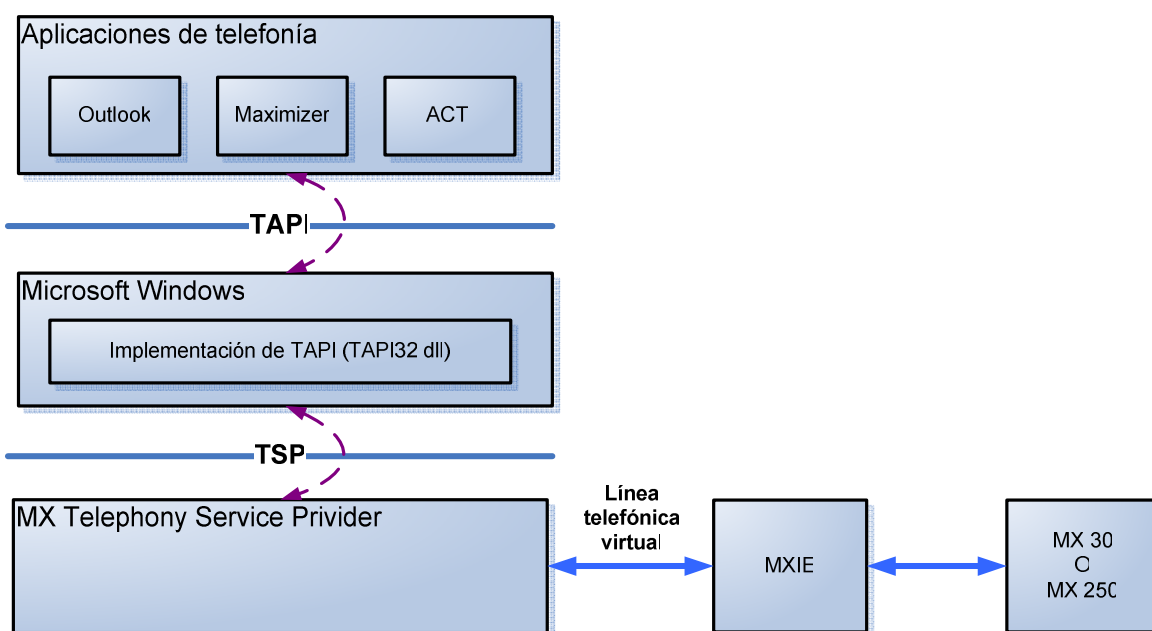 Aplicaciones de telefonía
Outlook
Maximizer
ACT
TAPI
Microsoft Windows
Implementación de TAPI (TAPI32 dll)
TSP
MX Telephony Service Privider
Línea
telefónica
virtual
MXIE
MX 30
O
MX 250